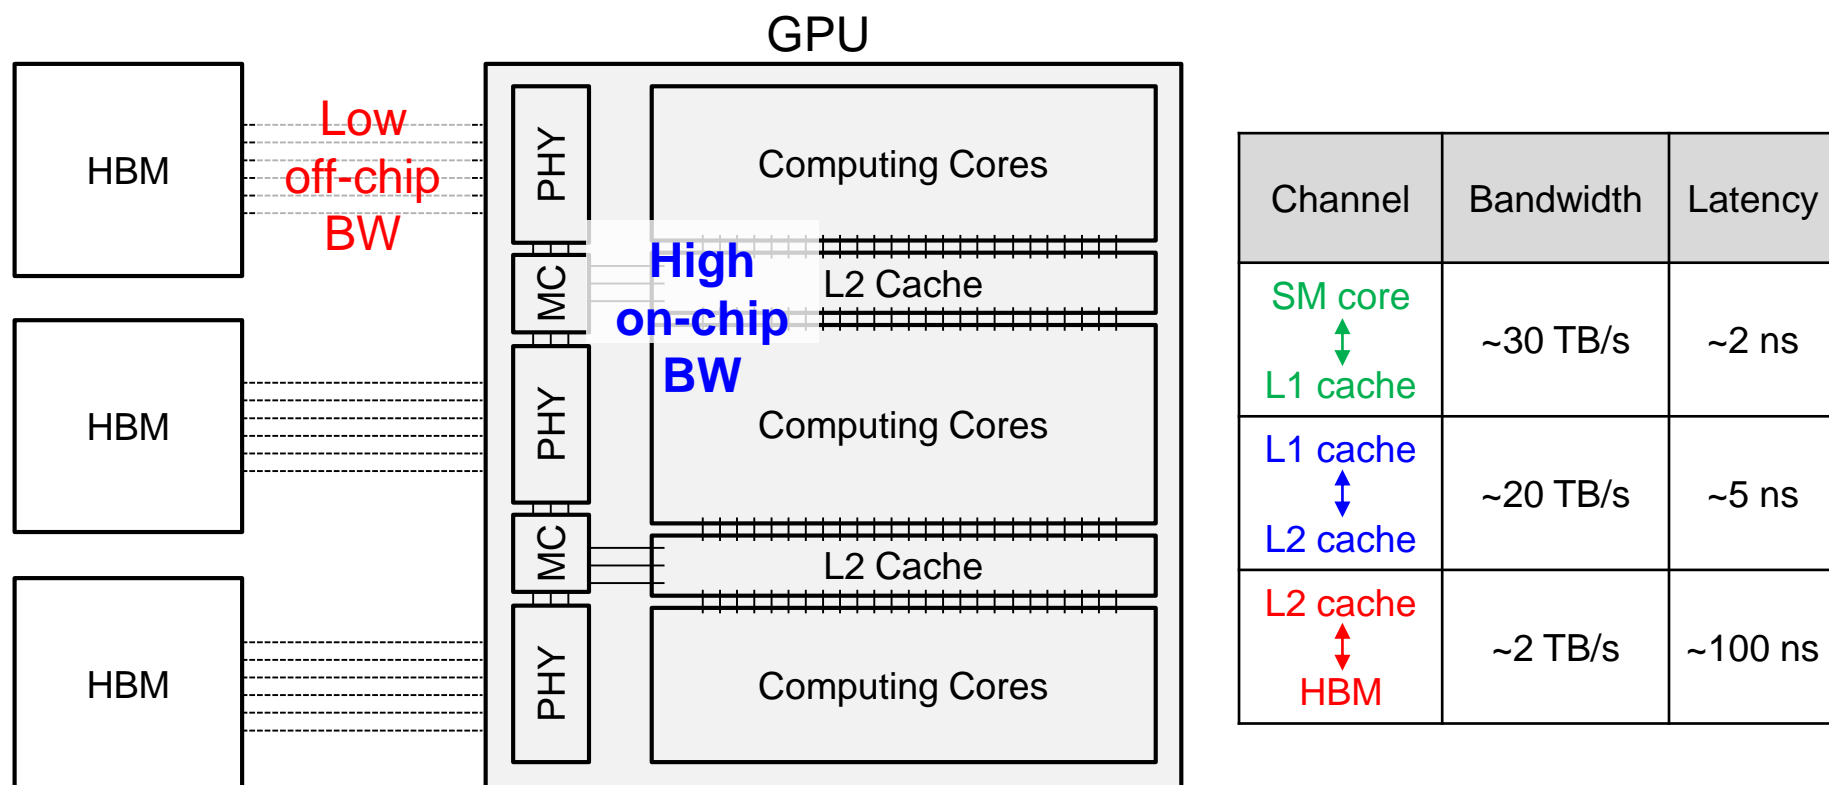 GPU
HBM
Low
off-chip
BW
PHY
Computing Cores
MC
High
on-chip
BW
L2 Cache
HBM
PHY
Computing Cores
MC
L2 Cache
HBM
PHY
Computing Cores
Channel Bandwidth Latency
SM core
L1 cache
~30 TB/s ~2 ns
L1 cache
L2 cache
~20 TB/s ~5 ns
L2 cache
HBM
~2 TB/s ~100 ns